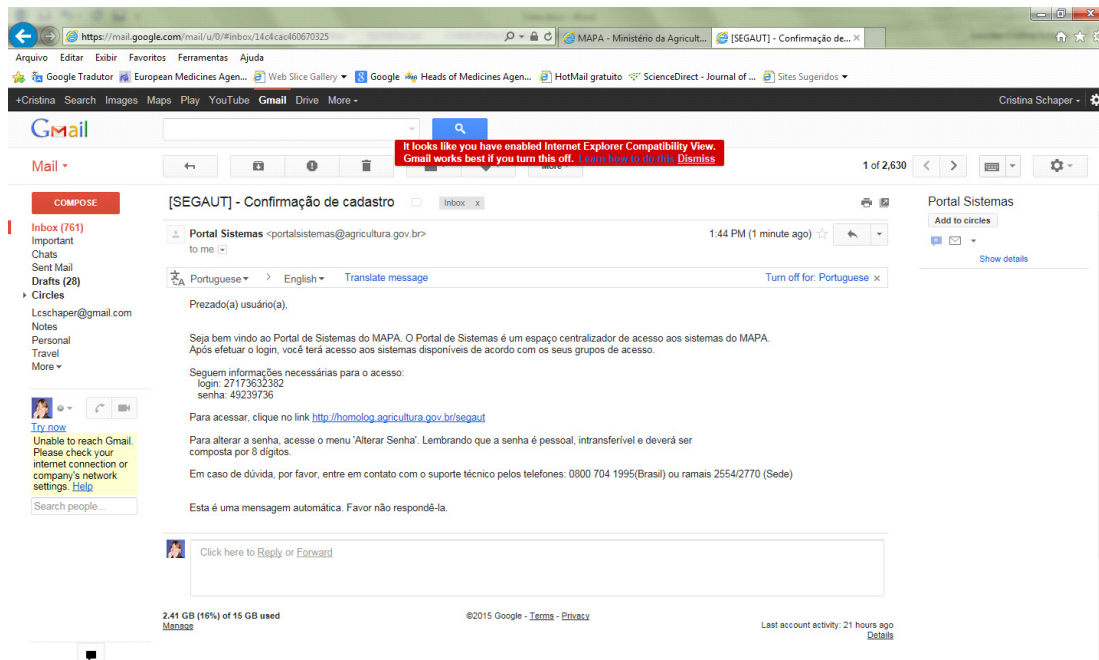 https://mail.google.com/mail/u/0/#inbox/14c4cac460670325
MAPA - Ministério da Agricult...
[SEGAUT] - Confirmação de...
Arquivo Editar Exibir Favoritos Ferramentas Ajuda
Google Tradutor European Medicines Agen... Web Slice Gallery Google Heads of Medicines Agen... HotMail gratuito ScienceDirect - Journal of ... Sites Sugeridos
+Cristina Search Images Maps Play YouTube Gmail Drive More Cristina Schaper
Gmail
It looks like you have enabled Internet Explorer Compatibility View.
Gmail works best if you turn this off. Learn how to do this Dismiss
Mail
More
1 of 2,630
COMPOSE
Inbox (761)
Important
Chats
Sent Mail
Drafts (28)
Circles
Lcschaper@gmail.com
Notes
Personal
Travel
More
Try now
Unable to reach Gmail.
Please check your
internet connection or
company's network
settings. Help
Search people...
[SEGAUT] - Confirmação de cadastro
Inbox x
Portal Sistemas <portalsistemas@agricultura.gov.br>
1:44 PM (1 minute ago)
to me
Portuguese > English Translate message
Turn off for: Portuguese x
Prezado(a) usuário(a),
Seja bem vindo ao Portal de Sistemas do MAPA. O Portal de Sistemas é um espaço centralizador de acesso aos sistemas do MAPA.
Após efetuar o login, você terá acesso aos sistemas disponíveis de acordo com os seus grupos de acesso.
Seguem informações necessárias para o acesso:
login: 27173632382
senha: 49239736
Para acessar, clique no link http://homolog.agricultura.gov.br/segaut
Para alterar a senha, acesse o menu 'Alterar Senha'. Lembrando que a senha é pessoal, intransferível e deverá ser
composta por 8 dígitos.
Em caso de dúvida, por favor, entre em contato com o suporte técnico pelos telefones: 0800 704 1995(Brasil) ou ramais 2554/2770 (Sede)
Esta é uma mensagem automática. Favor não respondê-la.
Click here to Reply or Forward
2.41 GB (16%) of 15 GB used
Manage
©2015 Google - Terms - Privacy
Last account activity: 21 hours ago
Details
Portal Sistemas
Add to circles
Show details